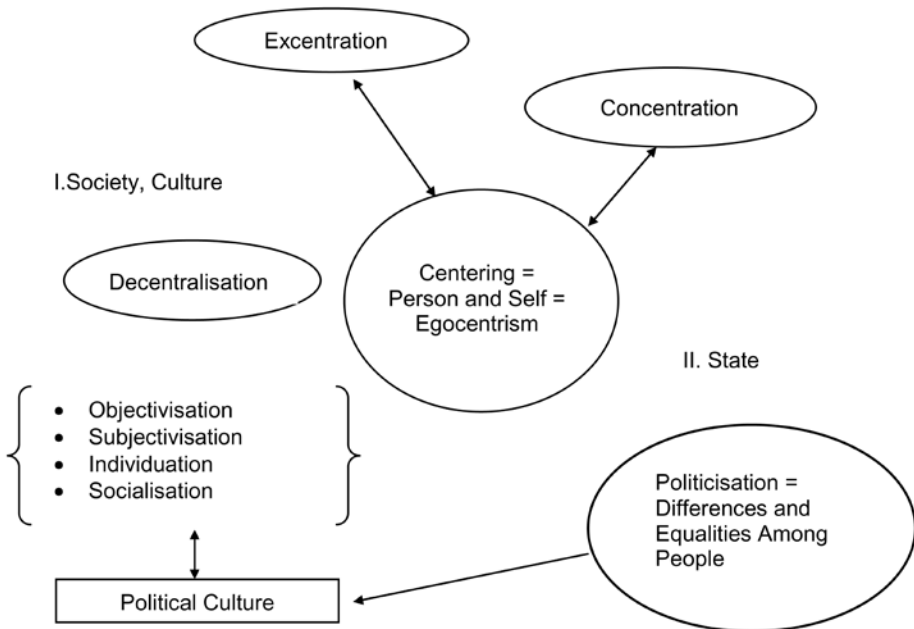 Excentration
Concentration
I.Society, Culture
Decentralisation
Centering =
Person and Self =
Egocentrism
II. State
• Objectivisation
• Subjectivisation
• Individuation
• Socialisation
Politicisation =
Differences and
Equalities Among
People
Political Culture